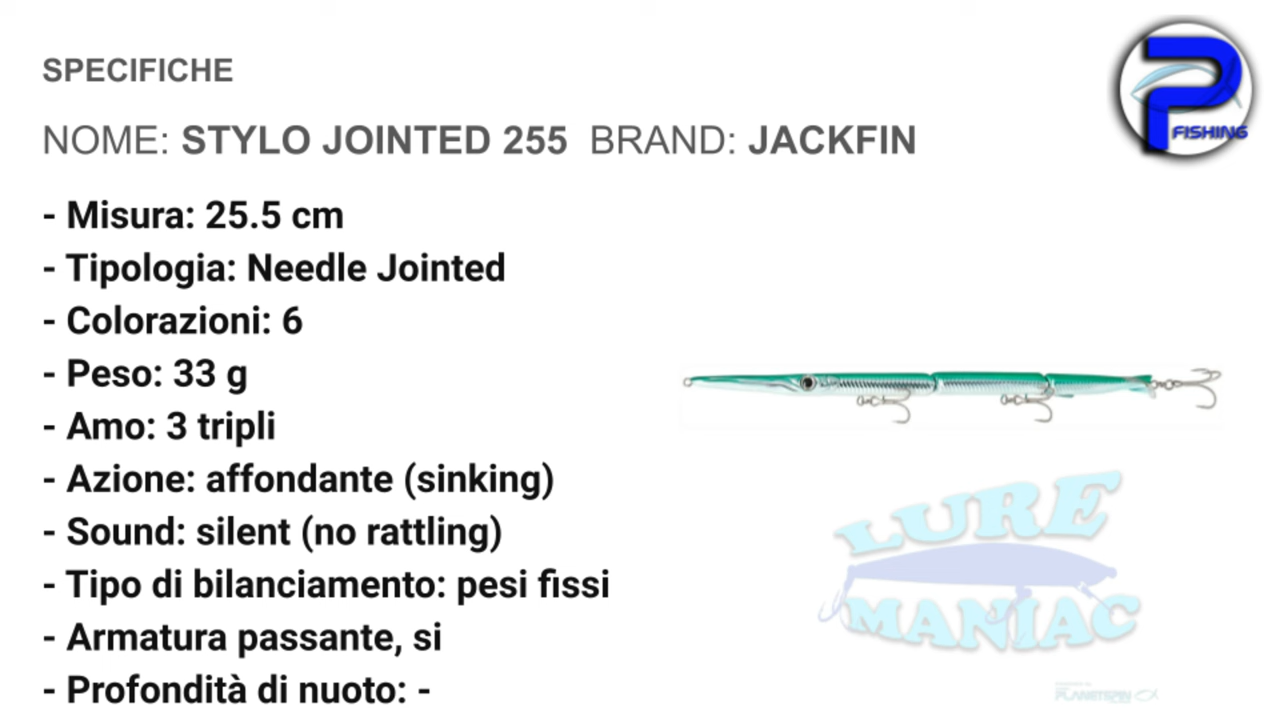 SPECIFICHE
NOME: STYLO JOINTED 255 BRAND: JACKFIN
- Misura: 25.5 cm
- Tipologia: Needle Jointed
- Colorazioni: 6
- Peso: 33 g
- Amo: 3 tripli
- Azione: affondante (sinking)
- Sound: silent (no rattling)
- Tipo di bilanciamento: pesi fissi
- Armatura passante, si
- Profondità di nuoto: -
P
FISHING
LURE
MANIAC
PLANETSPIN